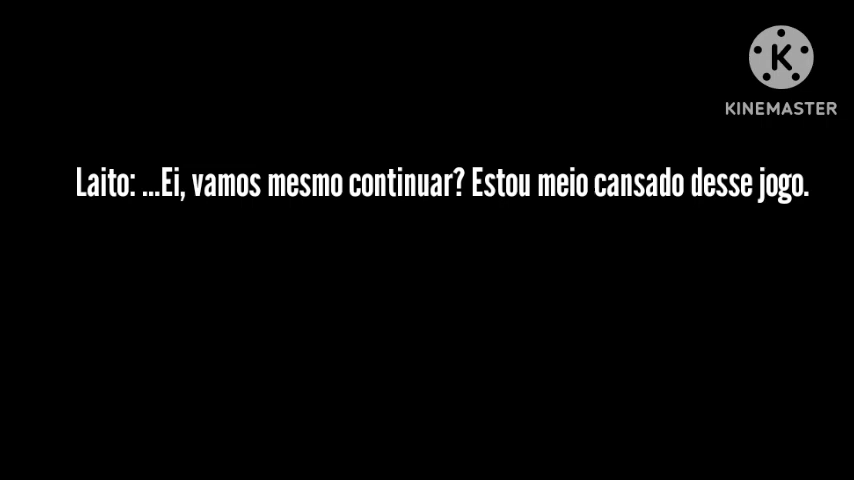 KINEMASTER
Laito: ...Ei, vamos mesmo continuar? Estou meio cansado desse jogo.